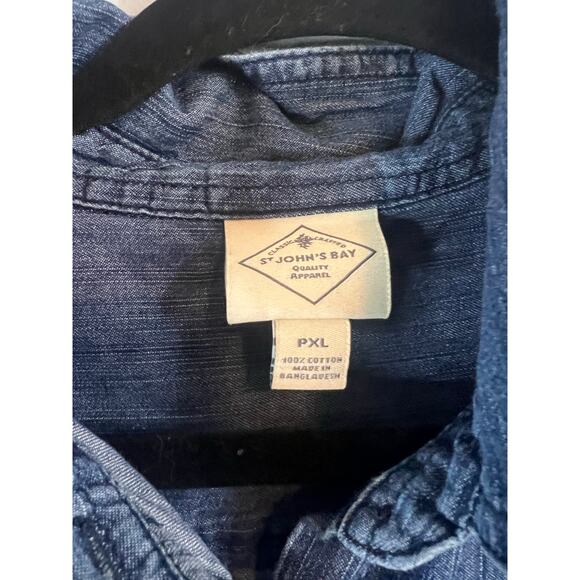 CLASSIC CRAFTED
ST JOHN'S BAY
QUALITY
APPAREL
PXL
100% COTTON
MADE IN
BANGLADESH